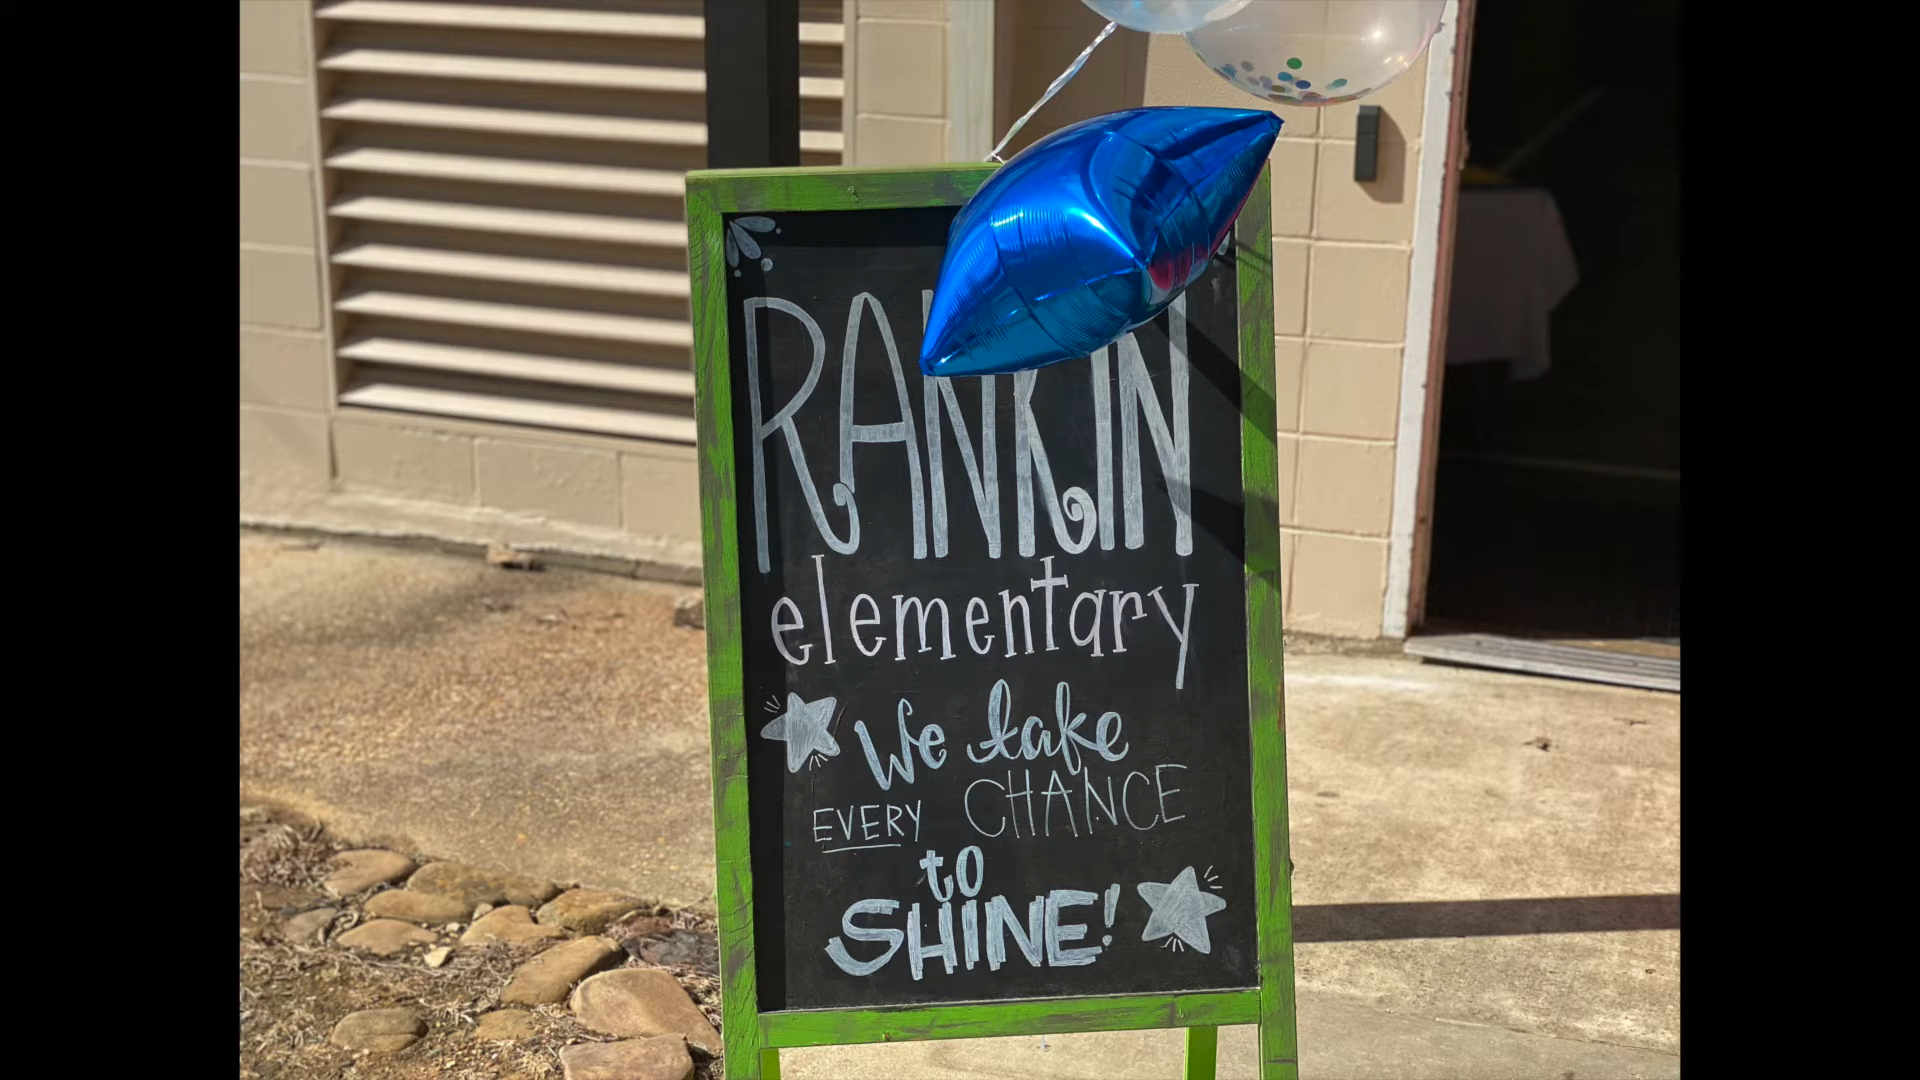 RANKIN
elementary
We take
EVERY CHANCE
to
SHINE!